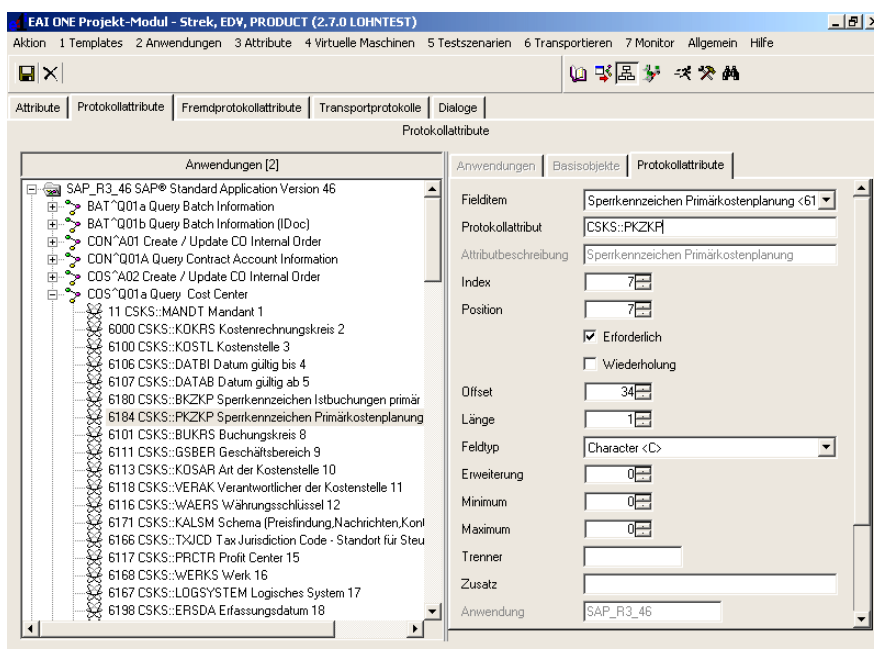 EAI ONE Projekt-Modul - Strek, EDV, PRODUCT (2.7.0 LOHNTEST)
Aktion 1 Templates 2 Anwendungen 3 Attribute 4 Virtuelle Maschinen 5 Testszenarien 6 Transportieren 7 Monitor Allgemein Hilfe
Attribute Protokollattribute Fremdprotokollattribute Transportprotokolle Dialoge
Protokollattribute
Anwendungen [2]
SAP_R3_46 SAP® Standard Application Version 46
BAT^Q01a Query Batch Information
BAT^Q01b Query Batch Information (IDoc)
CON^A01 Create / Update CO Internal Order
CON^Q01A Query Contract Account Information
COS^A02 Create / Update CO Internal Order
COS^Q01a Query Cost Center
11 CSKS::MANDT Mandant 1
6000 CSKS::KOKRS Kostenrechnungskreis 2
6100 CSKS::KOSTL Kostenstelle 3
6106 CSKS::DATBI Datum gültig bis 4
6107 CSKS::DATAB Datum gültig ab 5
6180 CSKS::BKZKP Sperrkennzeichen Istbuchungen primär
6184 CSKS::PKZKP Sperrkennzeichen Primärkostenplanung
6101 CSKS::BUKRS Buchungskreis 8
6111 CSKS::GSBER Geschäftsbereich 9
6113 CSKS::KOSAR Art der Kostenstelle 10
6118 CSKS::VERAK Verantwortlicher der Kostenstelle 11
6116 CSKS::WAERS Währungsschlüssel 12
6171 CSKS::KALSM Schema (Preisfindung,Nachrichten,Kont
6166 CSKS::TXJCD Tax Jurisdiction Code - Standort für Steu
6117 CSKS::PRCTR Profit Center 15
6168 CSKS::WERKS Werk 16
6167 CSKS::LOGSYSTEM Logisches System 17
6198 CSKS::ERSDA Erfassungsdatum 18
Anwendungen Basisobjekte Protokollattribute
Fielditem Sperrkennzeichen Primärkostenplanung <61
Protokollattribut CSKS::PKZKP
Attributbeschreibung Sperrkennzeichen Primärkostenplanung
Index 7
Position 7
Erforderlich
Wiederholung
Offset 34
Länge 1
Feldtyp Character <C>
Erweiterung 0
Minimum 0
Maximum 0
Trenner
Zusatz
Anwendung SAP_R3_46